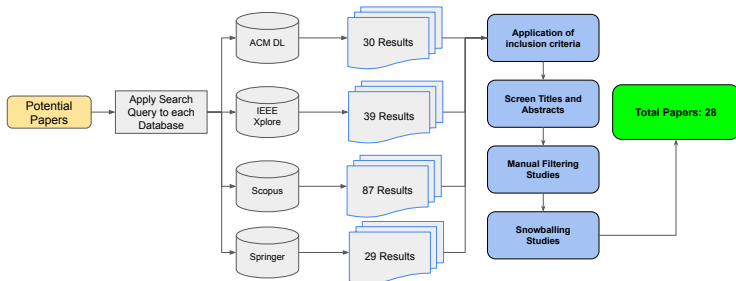 Potential
Papers
Apply Search
Query to each
Database
ACM DL
30 Results
IEEE
Xplore
39 Results
Scopus
87 Results
Springer
29 Results
Application of
inclusion criteria
Screen Titles and
Abstracts
Manual Filtering
Studies
Snowballing
Studies
Total Papers: 28